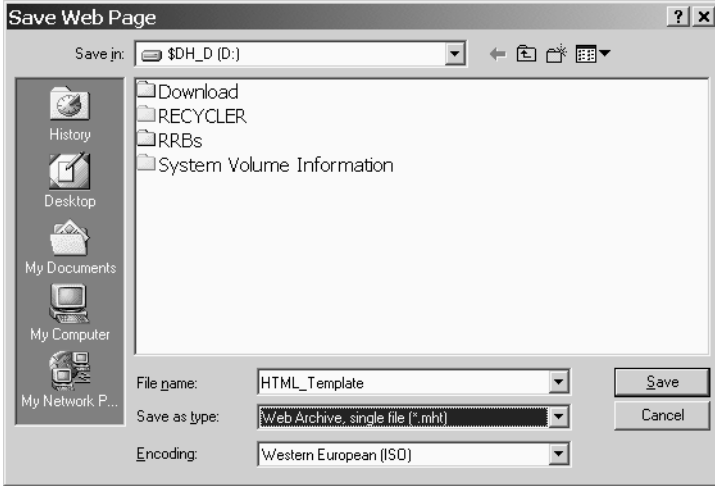 Save Web Page
Save in: $DH_D (D:)
Download
RECYCLER
RRBs
System Volume Information
History
Desktop
My Documents
My Computer
My Network P...
File name: HTML_Template Save
Save as type: Web Archive, single file (*.mht) Cancel
Encoding: Western European (ISO)